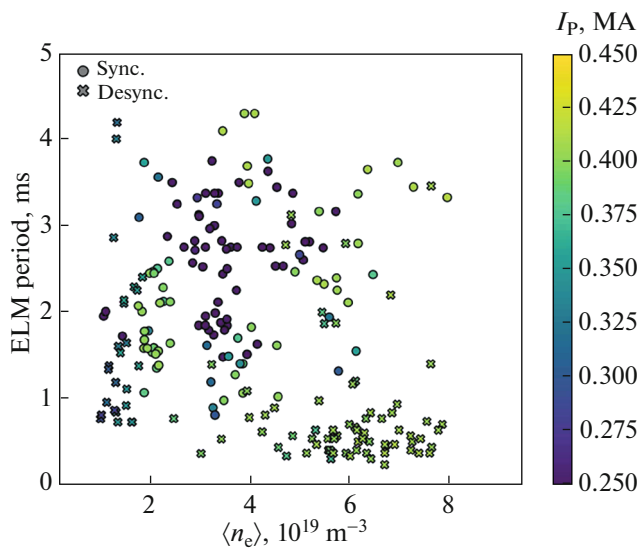 I_P, MA
0.450
0.425
0.400
0.375
0.350
0.325
0.300
0.275
0.250
Sync.
Desync.
ELM period, ms
5
4
3
2
1
0
2 4 6 8
⟨n_e⟩, 10^19 m^−3